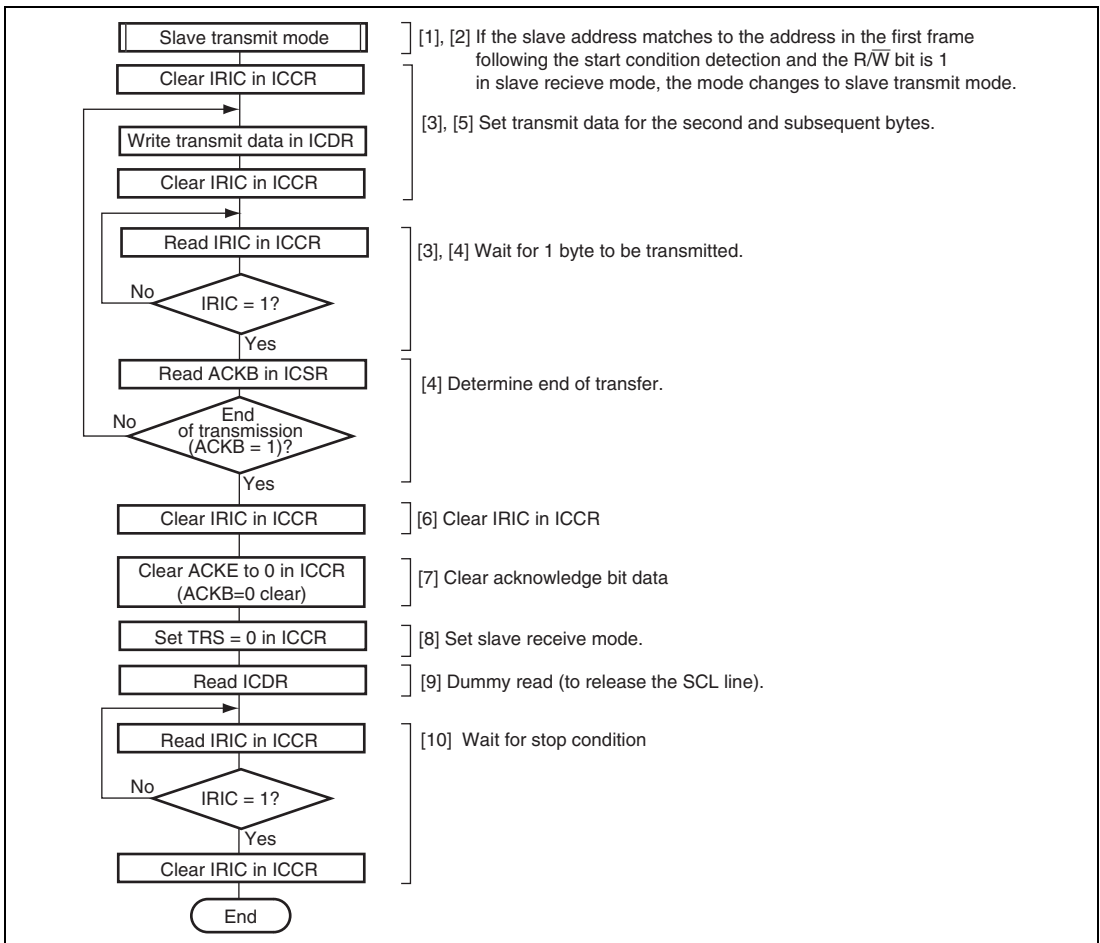 Slave transmit mode
[1], [2] If the slave address matches to the address in the first frame
following the start condition detection and the R/W̅ bit is 1
in slave recieve mode, the mode changes to slave transmit mode.
Clear IRIC in ICCR
[3], [5] Set transmit data for the second and subsequent bytes.
Write transmit data in ICDR
Clear IRIC in ICCR
Read IRIC in ICCR
[3], [4] Wait for 1 byte to be transmitted.
No
IRIC = 1?
Yes
Read ACKB in ICSR
[4] Determine end of transfer.
No
End
of transmission
(ACKB = 1)?
Yes
Clear IRIC in ICCR
[6] Clear IRIC in ICCR
Clear ACKE to 0 in ICCR
(ACKB=0 clear)
[7] Clear acknowledge bit data
Set TRS = 0 in ICCR
[8] Set slave receive mode.
Read ICDR
[9] Dummy read (to release the SCL line).
Read IRIC in ICCR
[10] Wait for stop condition
No
IRIC = 1?
Yes
Clear IRIC in ICCR
End